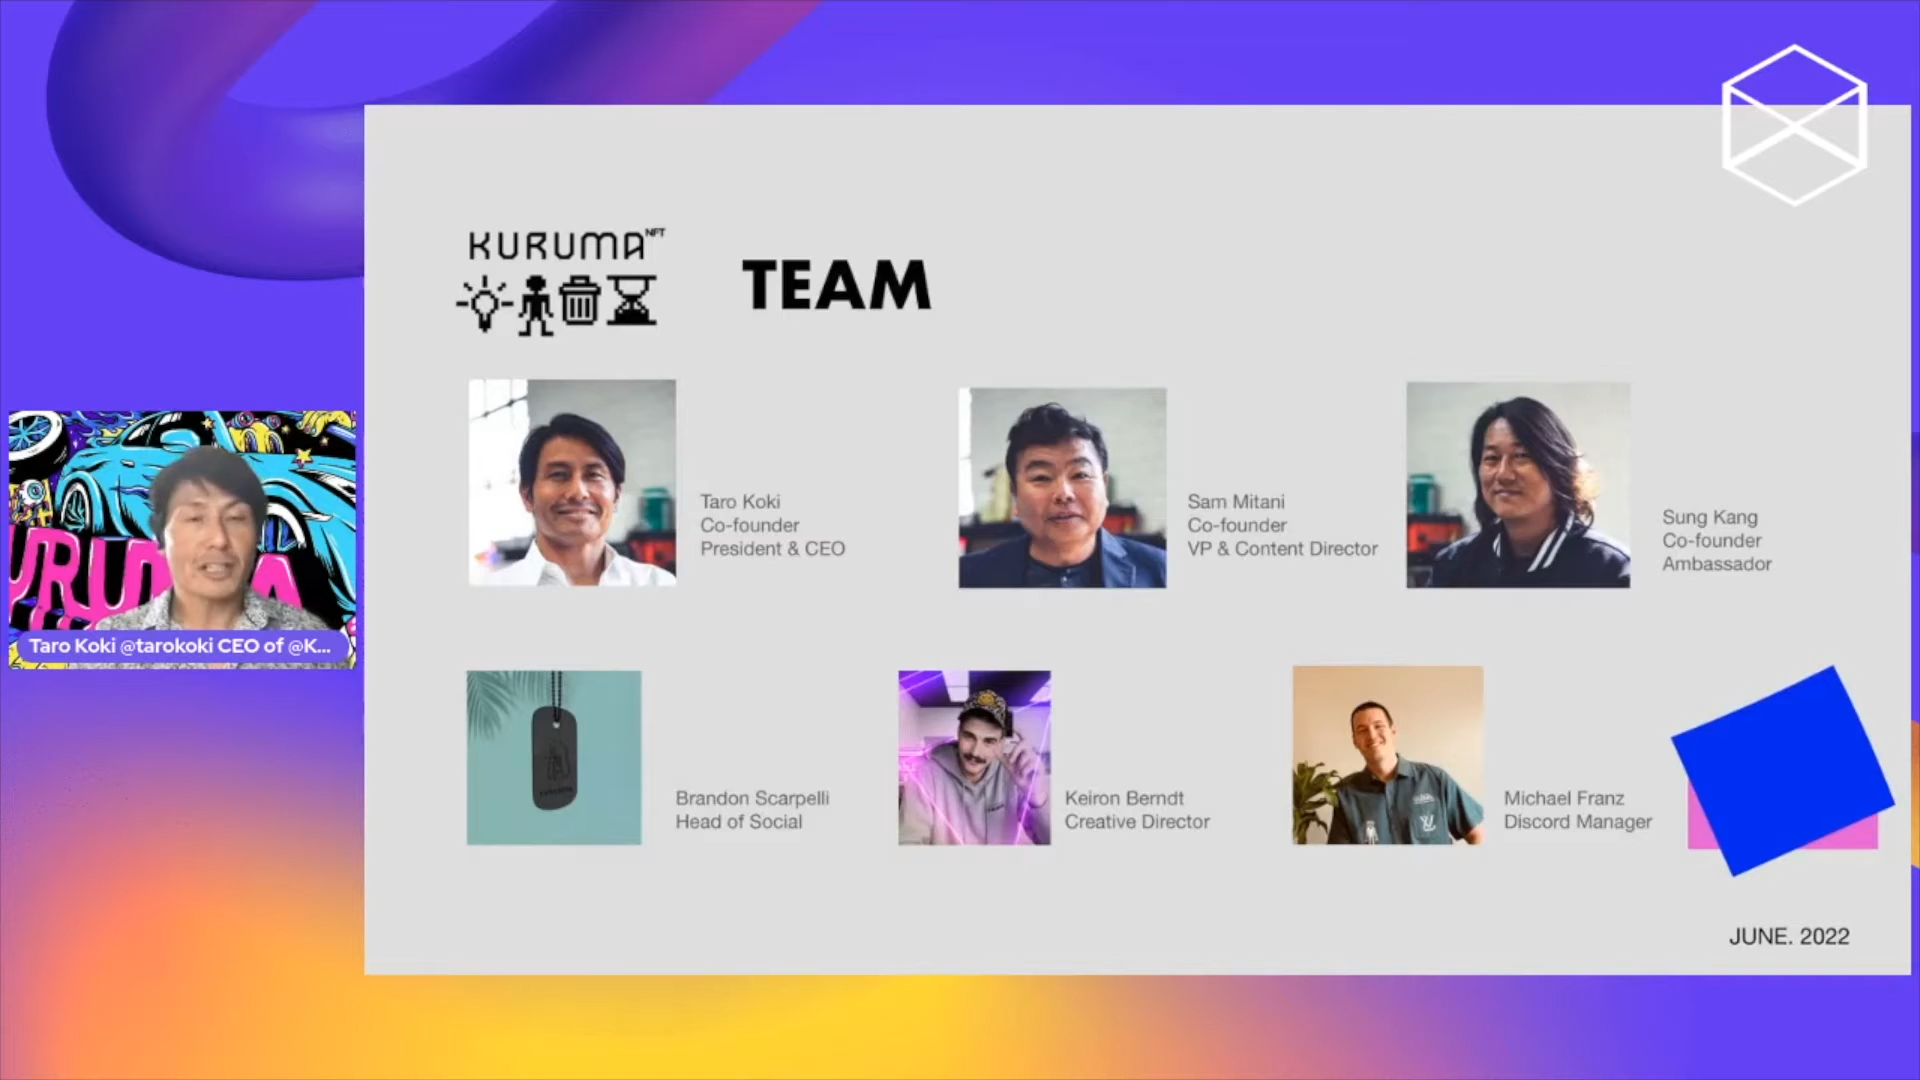 KURUMA NFT
TEAM
Taro Koki
Co-founder
President & CEO
Sam Mitani
Co-founder
VP & Content Director
Sung Kang
Co-founder
Ambassador
URUMA
Taro Koki @tarokoki CEO of @K...
Brandon Scarpelli
Head of Social
Keiron Berndt
Creative Director
Michael Franz
Discord Manager
JUNE. 2022